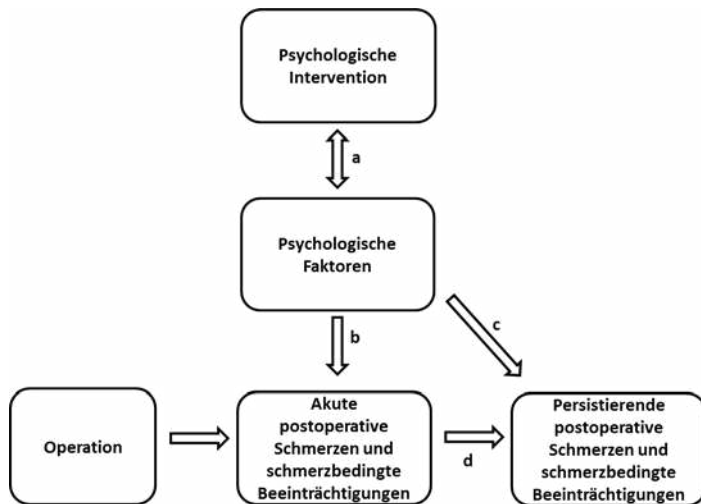 Psychologische
Intervention
a
Psychologische
Faktoren
b
c
Operation
Akute
postoperative
Schmerzen und
schmerzbedingte
Beeinträchtigungen
d
Persistierende
postoperative
Schmerzen und
schmerzbedingte
Beeinträchtigungen